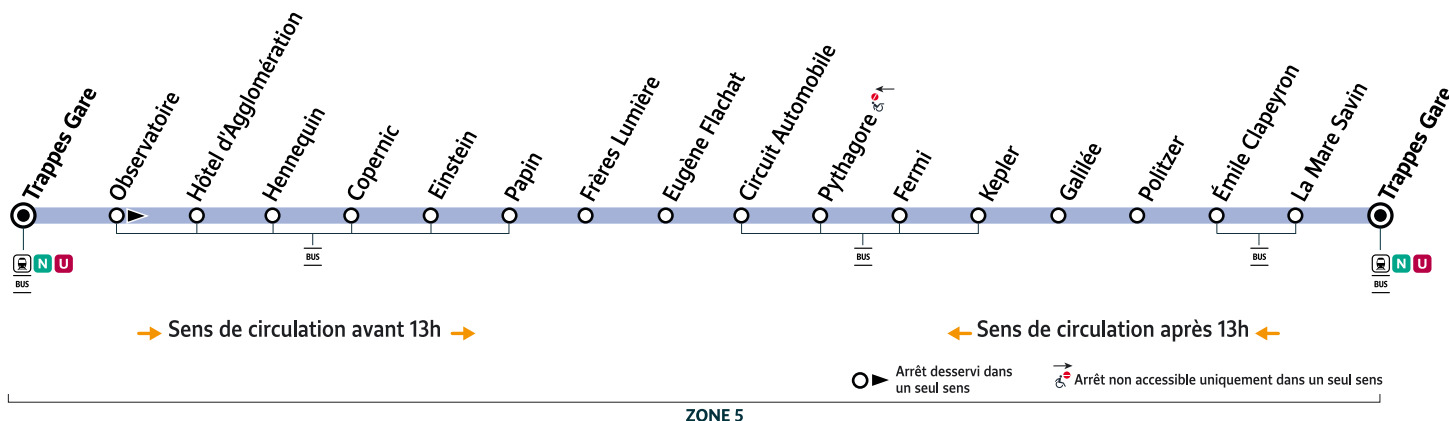 Trappes Gare
Observatoire
Hôtel d'Agglomération
Hennequin
Copernic
Einstein
Papin
Frères Lumière
Eugène Flachat
Circuit Automobile
Pythagore
Fermi
Kepler
Galilée
Politzer
Émile Clapeyron
La Mare Savin
Trappes Gare
BUS
BUS
BUS
N U
BUS
N U
BUS
Sens de circulation avant 13h
Sens de circulation après 13h
Arrêt desservi dans
un seul sens
Arrêt non accessible uniquement dans un seul sens
ZONE 5